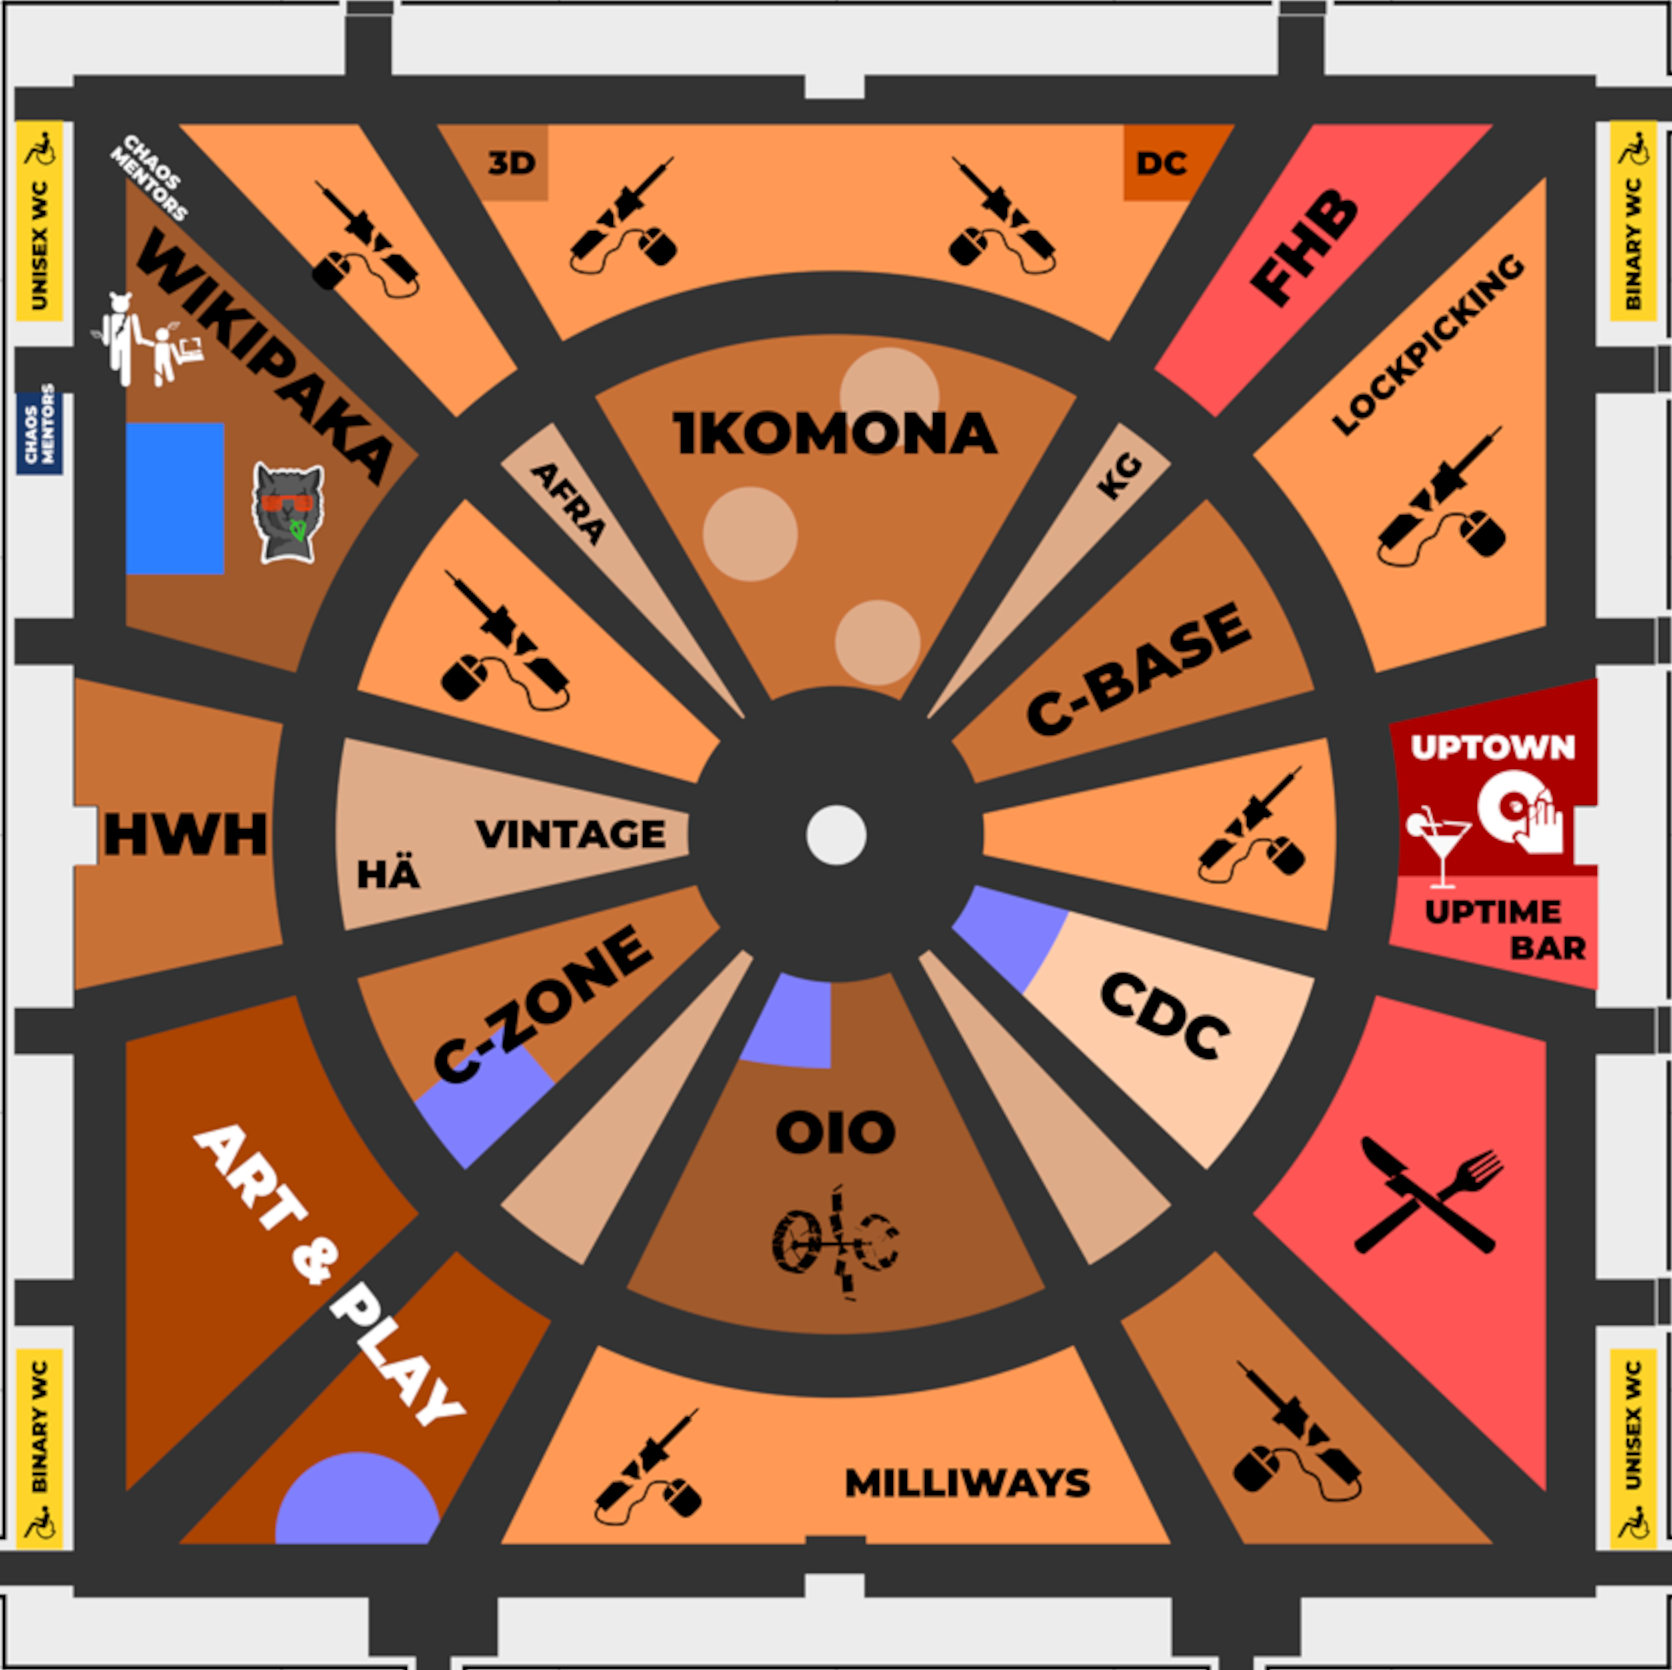 CHAOS
MENTORS
3D
DC
UNISEX WC
BINARY WC
FHB
WIKIPAKA
LOCKPICKING
CHAOS
MENTORS
1KOMONA
AFRA
KG
C-BASE
UPTOWN
HWH
VINTAGE
HÄ
UPTIME
BAR
C-ZONE
CDC
OIO
OIO
ART & PLAY
MILLIWAYS
BINARY WC
UNISEX WC